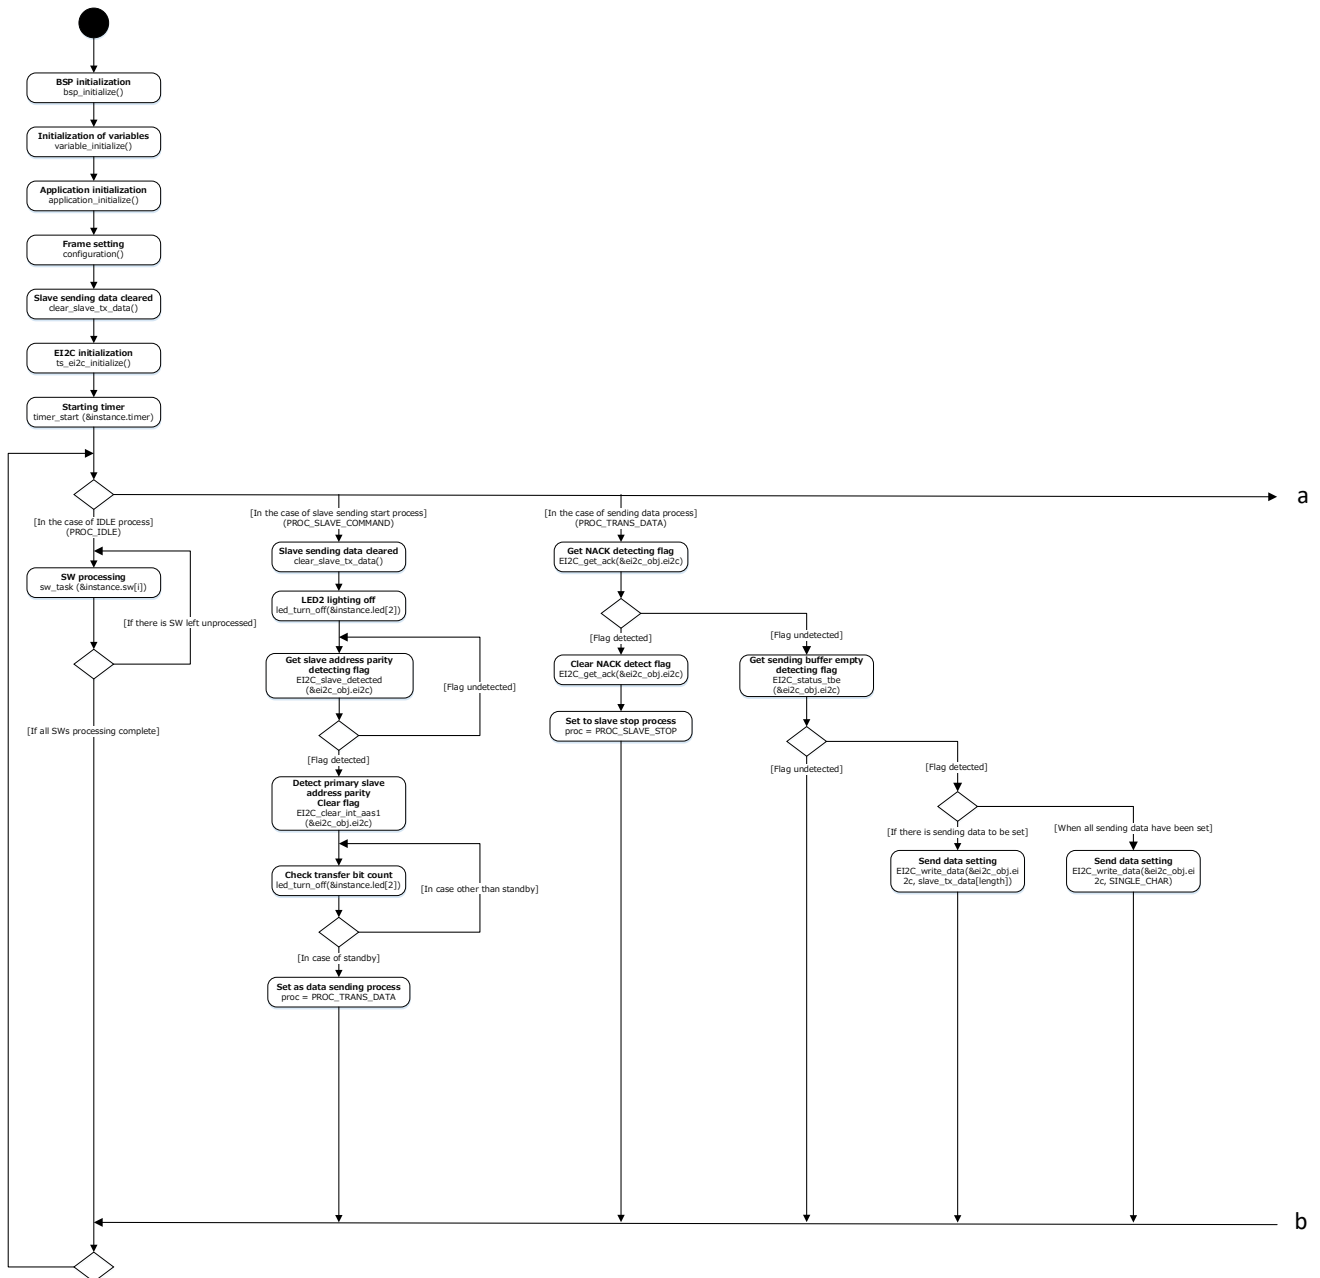 BSP initialization
bsp_initialize()
Initialization of variables
variable_initialize()
Application initialization
application_initialize()
Frame setting
configuration()
Slave sending data cleared
clear_slave_tx_data()
EI2C initialization
ts_ei2c_initialize()
Starting timer
timer_start (&instance.timer)
a
[In the case of IDLE process]
(PROC_IDLE)
SW processing
sw_task (&instance.sw[i])
[If there is SW left unprocessed]
[If all SWs processing complete]
[In the case of slave sending start process]
(PROC_SLAVE_COMMAND)
Slave sending data cleared
clear_slave_tx_data()
LED2 lighting off
led_turn_off(&instance.led[2])
Get slave address parity
detecting flag
EI2C_slave_detected
(&ei2c_obj.ei2c)
[Flag undetected]
[Flag detected]
Detect primary slave
address parity
Clear flag
EI2C_clear_int_aas1
(&ei2c_obj.ei2c)
Check transfer bit count
led_turn_off(&instance.led[2])
[In case other than standby]
[In case of standby]
Set as data sending process
proc = PROC_TRANS_DATA
[In the case of sending data process]
(PROC_TRANS_DATA)
Get NACK detecting flag
EI2C_get_ack(&ei2c_obj.ei2c)
[Flag detected]
Clear NACK detect flag
EI2C_get_ack(&ei2c_obj.ei2c)
Set to slave stop process
proc = PROC_SLAVE_STOP
[Flag undetected]
Get sending buffer empty
detecting flag
EI2C_status_tbe
(&ei2c_obj.ei2c)
[Flag undetected]
[Flag detected]
[If there is sending data to be set]
Send data setting
EI2C_write_data(&ei2c_obj.ei
2c, slave_tx_data[length])
[When all sending data have been set]
Send data setting
EI2C_write_data(&ei2c_obj.ei
2c, SINGLE_CHAR)
b